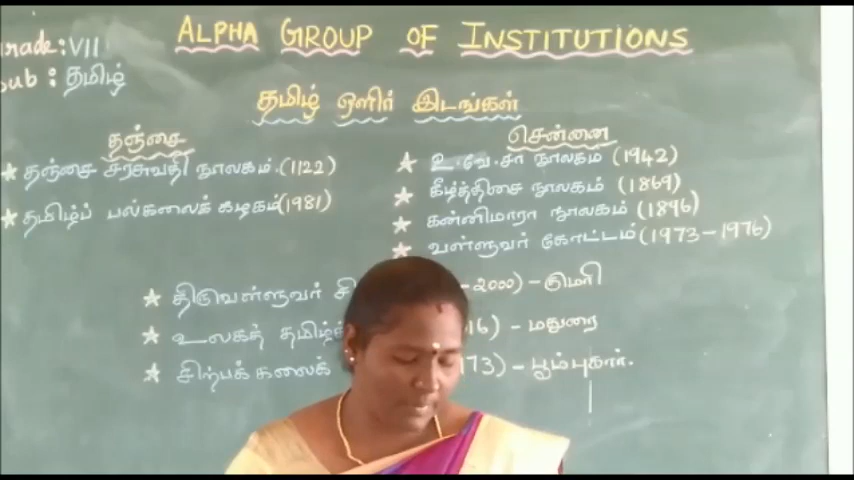 ALPHA GROUP OF INSTITUTIONS
rade: VII
ub: தமிழ்
தமிழ் ஒளிர் இடங்கள்
தஞ்சை
★ தஞ்சை சரசுவதி நூலகம். (1122)
★ தமிழ்ப் பல்கலைக் கழகம் (1981)
சென்னை
★ உ.வே.சா நூலகம் (1942)
★ கீழ்த்திசை நூலகம் (1869)
★ கன்னிமாரா நூலகம் (1896)
★ வள்ளுவர் கோட்டம் (1973-1976)
★ திருவள்ளுவர் சி -2000) - குமரி
★ உலகத் தமிழ்ச் 16) - மதுரை
★ சிற்பக் கலைக் 173) - பூம்புகார்.